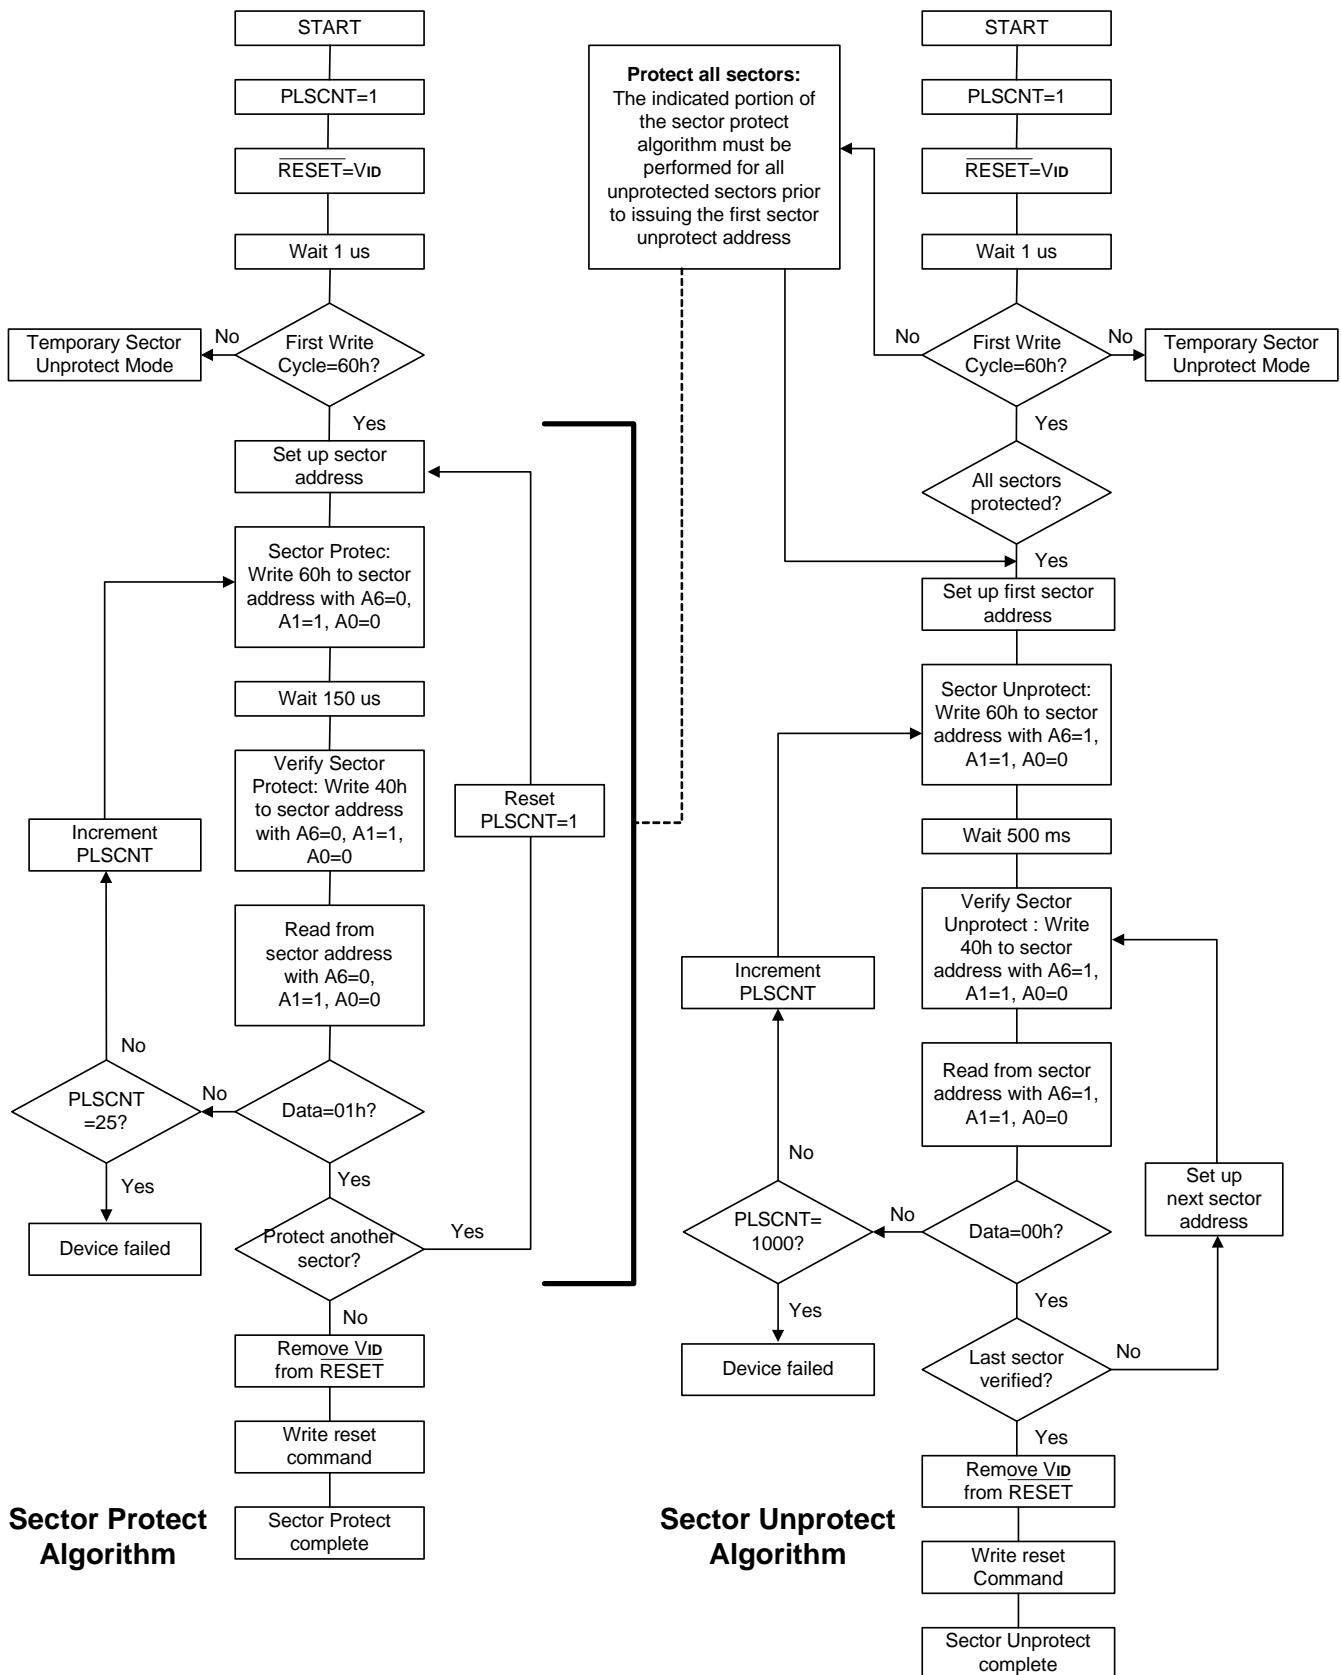 START
PLSCNT=1
RESET=VID
Wait 1 us
First Write
Cycle=60h?
No
Temporary Sector
Unprotect Mode
Yes
Set up sector
address
Sector Protec:
Write 60h to sector
address with A6=0,
A1=1, A0=0
Wait 150 us
Verify Sector
Protect: Write 40h
to sector address
with A6=0, A1=1,
A0=0
Reset
PLSCNT=1
Increment
PLSCNT
Read from
sector address
with A6=0,
A1=1, A0=0
No
PLSCNT
=25?
No
Data=01h?
Yes
Yes
Device failed
Protect another
sector?
Yes
No
Remove VID
from RESET
Write reset
command
Sector Protect
complete
Sector Protect
Algorithm
Protect all sectors:
The indicated portion of
the sector protect
algorithm must be
performed for all
unprotected sectors prior
to issuing the first sector
unprotect address
START
PLSCNT=1
RESET=VID
Wait 1 us
No
First Write
Cycle=60h?
No
Temporary Sector
Unprotect Mode
Yes
All sectors
protected?
Yes
Set up first sector
address
Sector Unprotect:
Write 60h to sector
address with A6=1,
A1=1, A0=0
Wait 500 ms
Verify Sector
Unprotect : Write
40h to sector
address with A6=1,
A1=1, A0=0
Increment
PLSCNT
Read from sector
address with A6=1,
A1=1, A0=0
No
Set up
next sector
address
PLSCNT=
1000?
No
Data=00h?
Yes
Yes
Device failed
Last sector
verified?
No
Yes
Remove VID
from RESET
Write reset
Command
Sector Unprotect
complete
Sector Unprotect
Algorithm